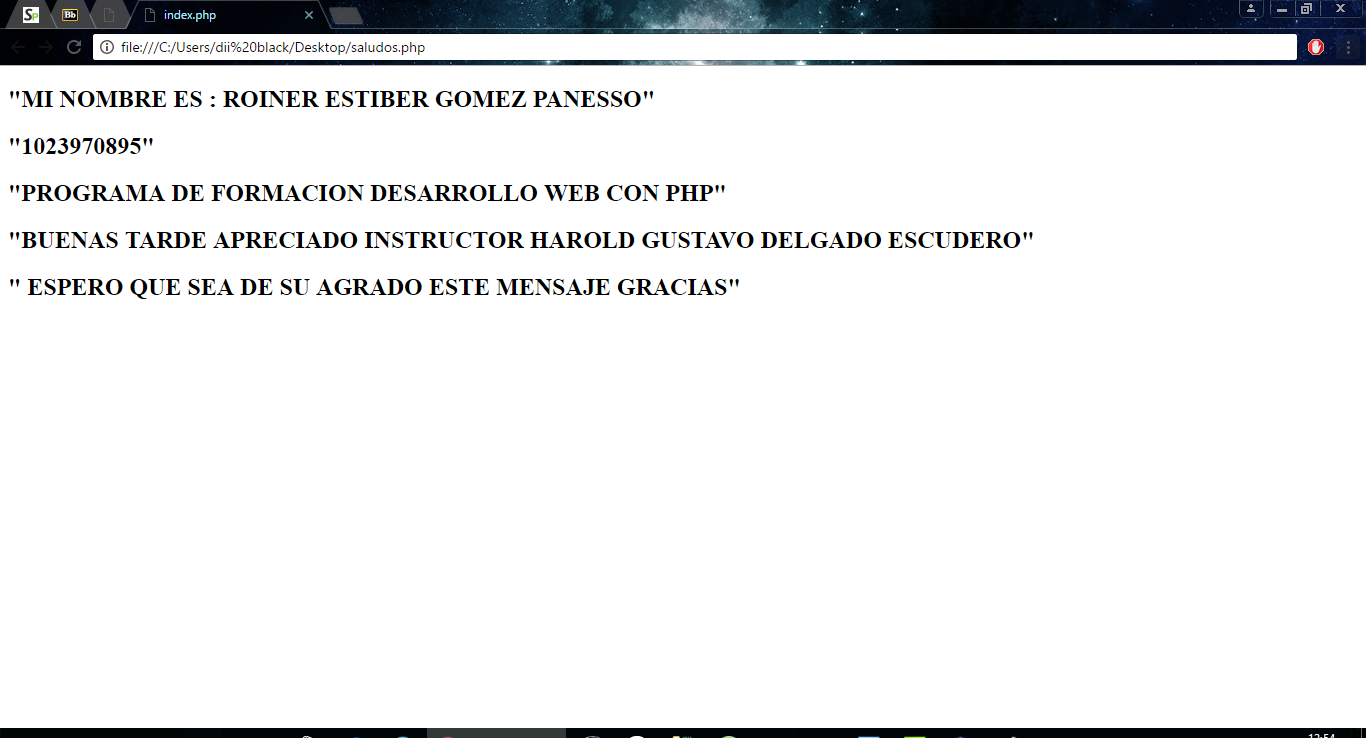 Sp
Bb
index.php
file:///C:/Users/dii%20black/Desktop/saludos.php
"MI NOMBRE ES : ROINER ESTIBER GOMEZ PANESSO"
"1023970895"
"PROGRAMA DE FORMACION DESARROLLO WEB CON PHP"
"BUENAS TARDE APRECIADO INSTRUCTOR HAROLD GUSTAVO DELGADO ESCUDERO"
" ESPERO QUE SEA DE SU AGRADO ESTE MENSAJE GRACIAS"